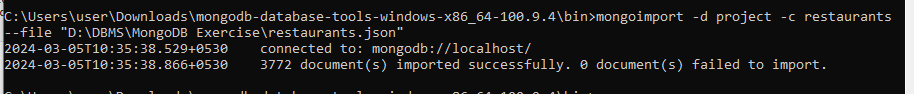 C:\Users\user\Downloads\mongodb-database-tools-windows-x86_64-100.9.4\bin>mongoimport -d project -c restaurants
--file "D:\DBMS\MongoDB Exercise\restaurants.json"
2024-03-05T10:35:38.529+0530    connected to: mongodb://localhost/
2024-03-05T10:35:38.866+0530    3772 document(s) imported successfully. 0 document(s) failed to import.